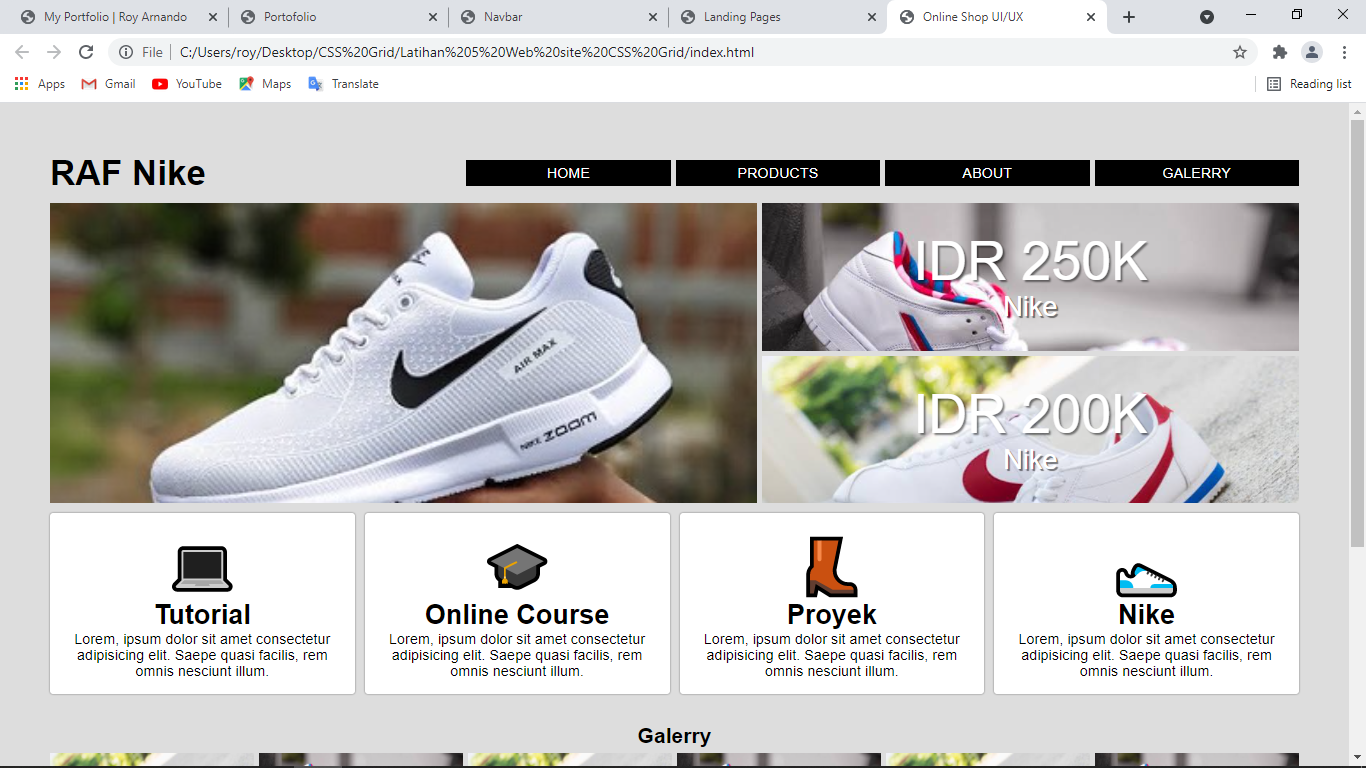 My Portfolio | Roy Arnando
Portofolio
Navbar
Landing Pages
Online Shop UI/UX
File
C:/Users/roy/Desktop/CSS%20Grid/Latihan%205%20Web%20site%20CSS%20Grid/index.html
Apps
Gmail
YouTube
Maps
Translate
Reading list
RAF Nike
HOME
PRODUCTS
ABOUT
GALERRY
AIR MAX
NIKE ZOOM
IDR 250K
Nike
IDR 200K
Nike
Tutorial
Lorem, ipsum dolor sit amet consectetur
adipisicing elit. Saepe quasi facilis, rem
omnis nesciunt illum.
Online Course
Lorem, ipsum dolor sit amet consectetur
adipisicing elit. Saepe quasi facilis, rem
omnis nesciunt illum.
Proyek
Lorem, ipsum dolor sit amet consectetur
adipisicing elit. Saepe quasi facilis, rem
omnis nesciunt illum.
Nike
Lorem, ipsum dolor sit amet consectetur
adipisicing elit. Saepe quasi facilis, rem
omnis nesciunt illum.
Galerry